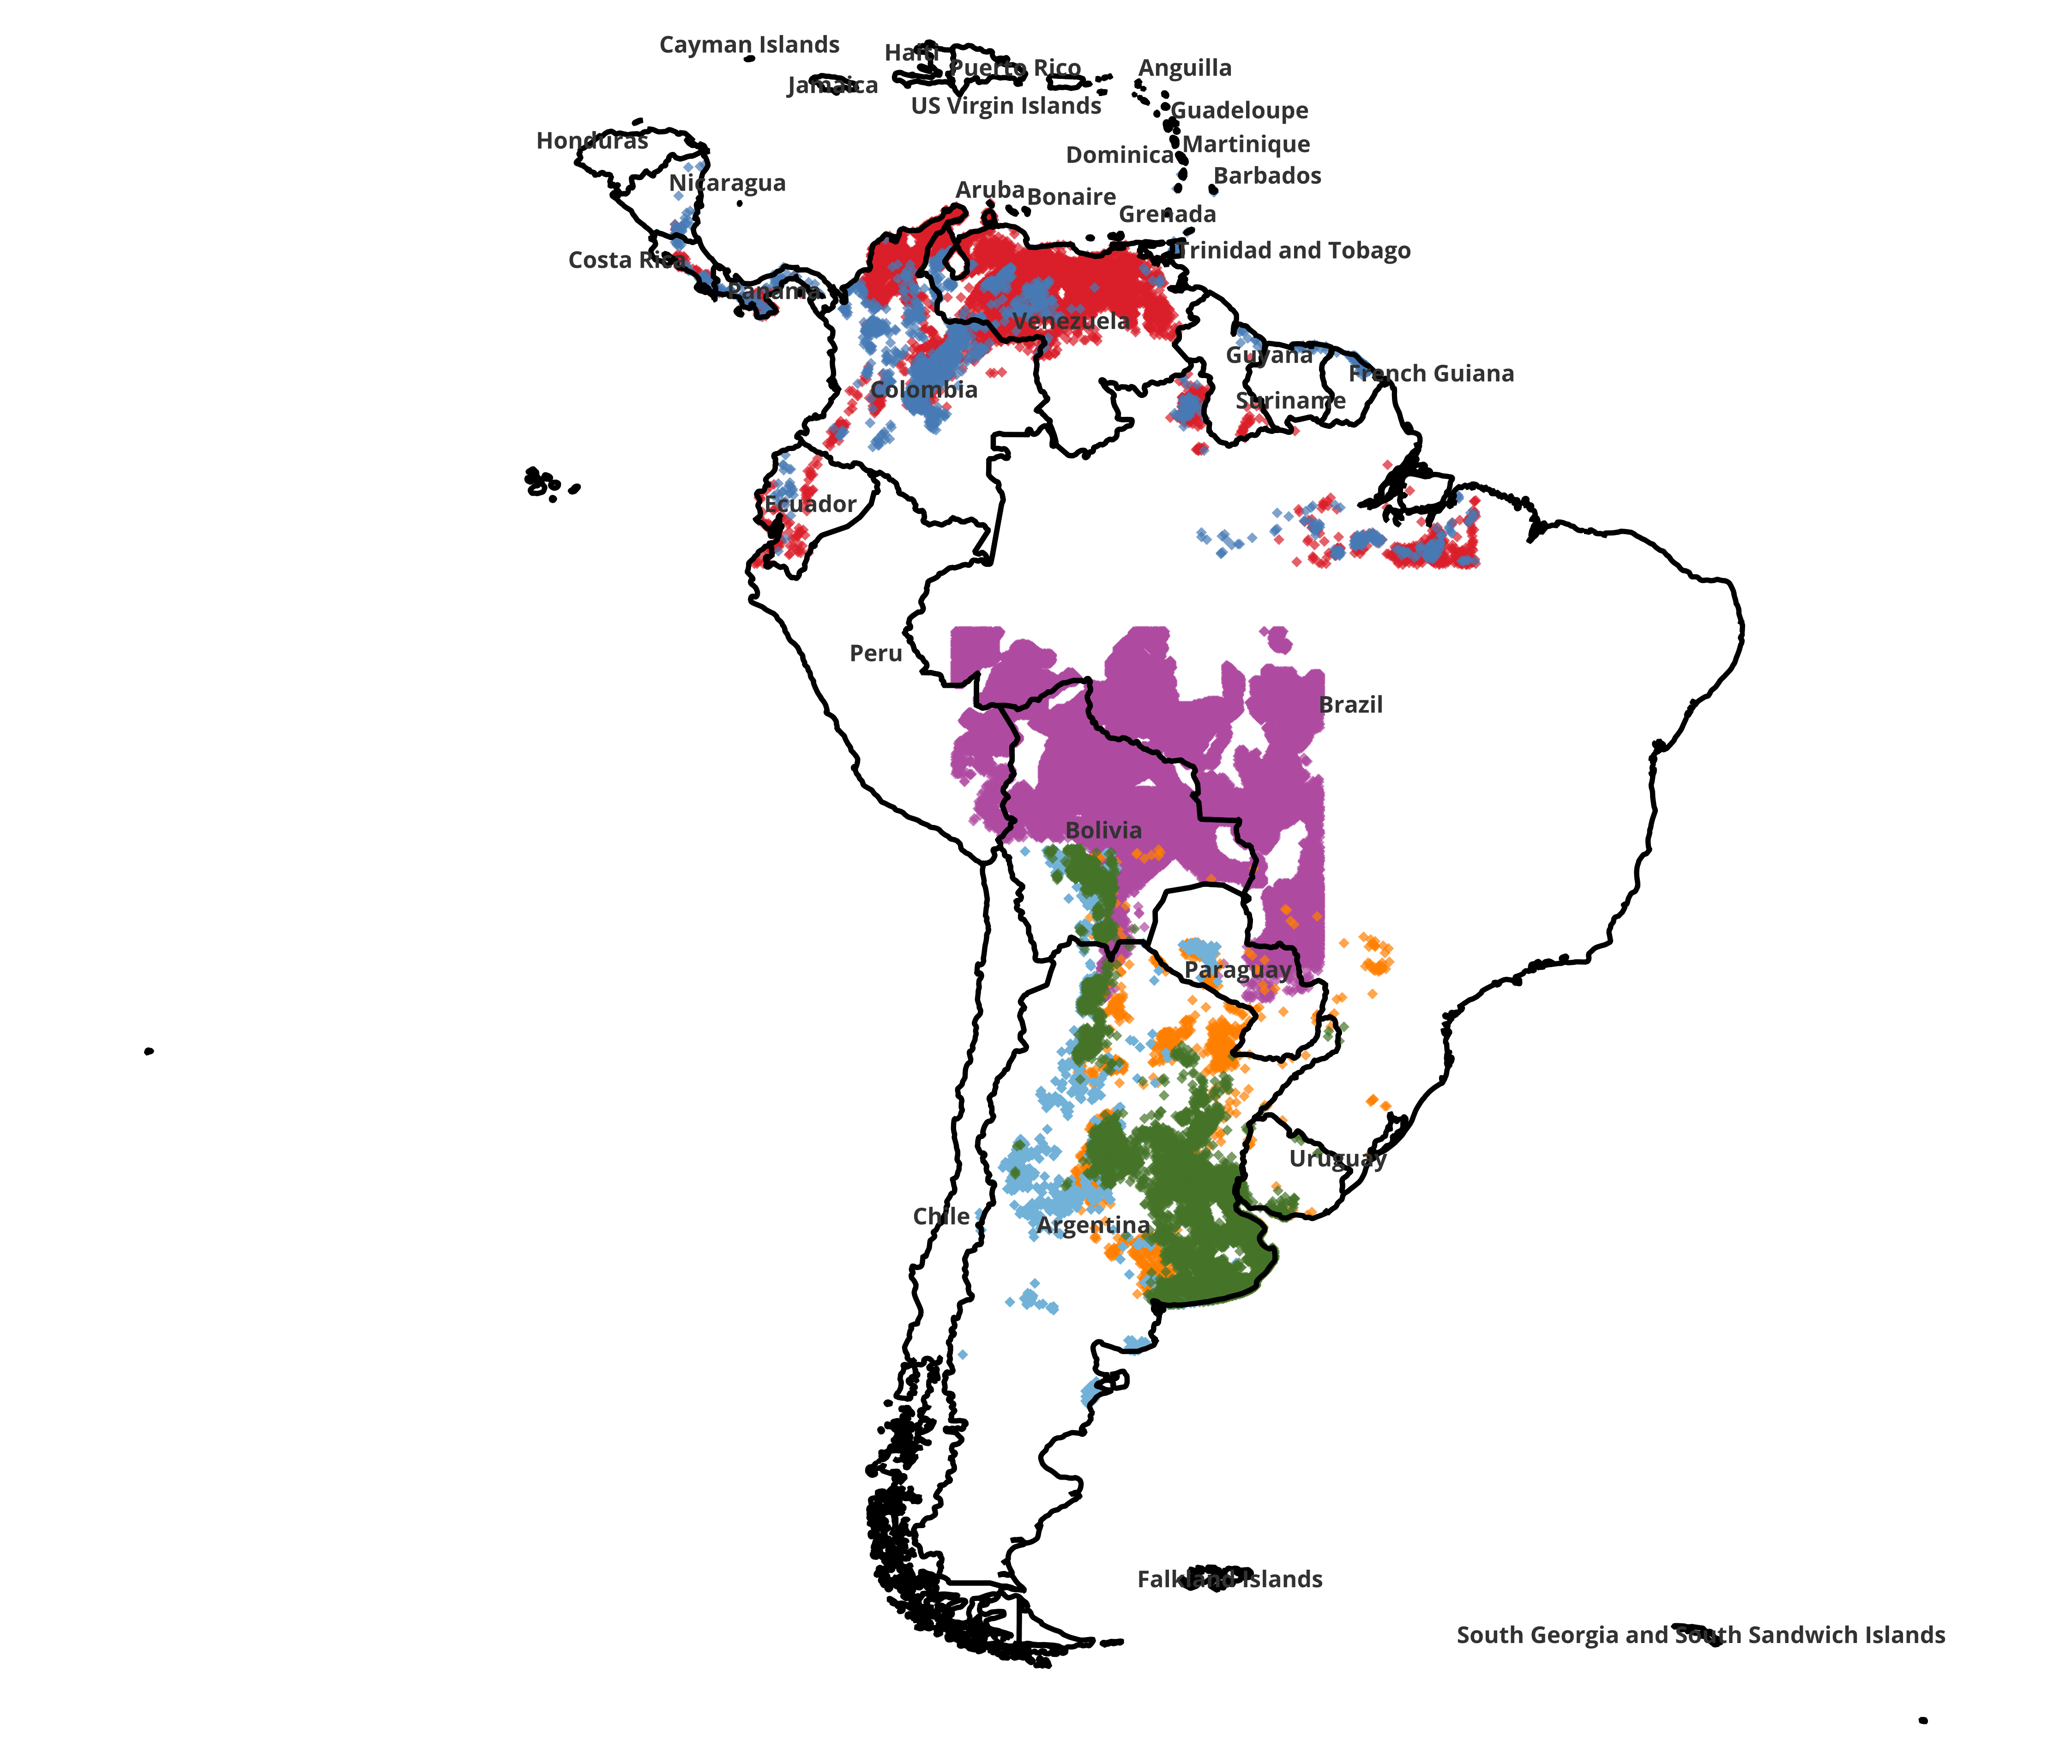 Cayman Islands
Haiti
Puerto Rico
Anguilla
Jamaica
US Virgin Islands
Guadeloupe
Honduras
Martinique
Dominica
Nicaragua
Barbados
Aruba
Bonaire
Grenada
Costa Rica
Trinidad and Tobago
Panama
Venezuela
Guyana
French Guiana
Colombia
Suriname
Ecuador
Peru
Brazil
Bolivia
Paraguay
Uruguay
Chile
Argentina
Falkland Islands
South Georgia and South Sandwich Islands